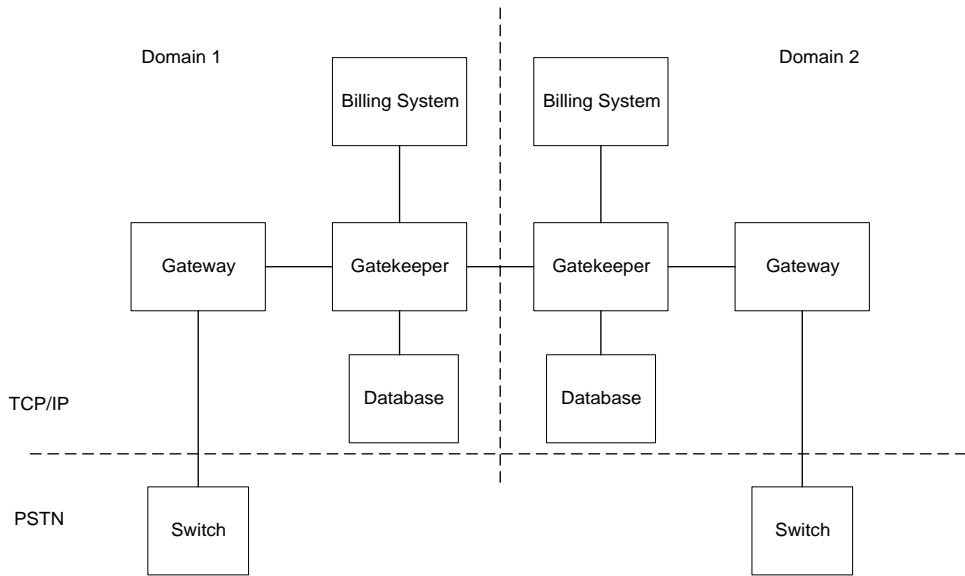 Domain 1
Domain 2
Billing System
Billing System
Gateway
Gatekeeper
Gatekeeper
Gateway
Database
Database
TCP/IP
PSTN
Switch
Switch